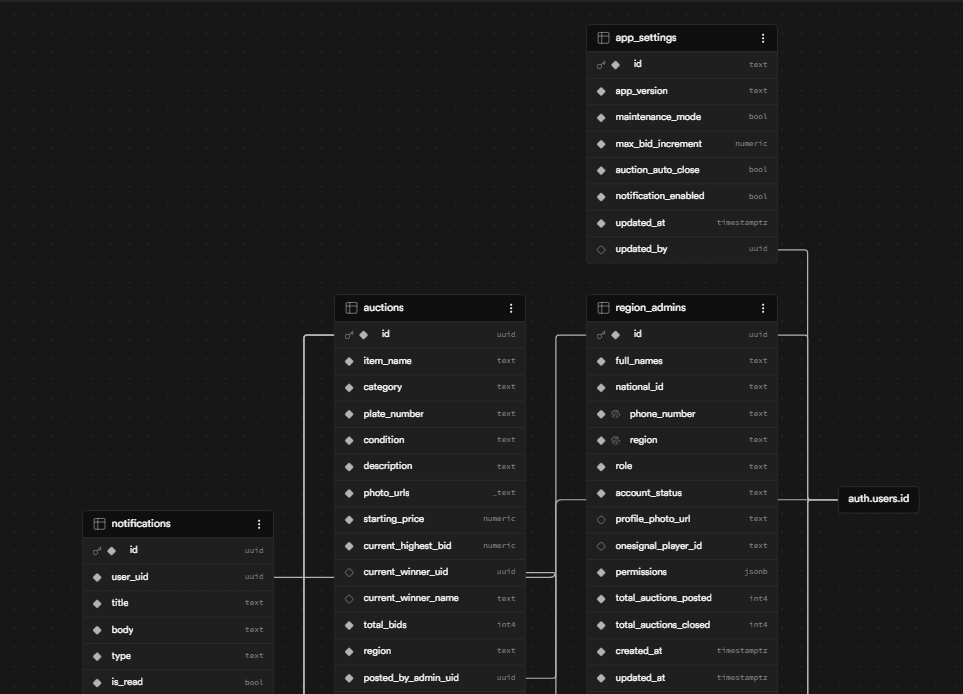 app_settings
id text
app_version text
maintenance_mode bool
max_bid_increment numeric
auction_auto_close bool
notification_enabled bool
updated_at timestamptz
updated_by uuid
auctions
id uuid
item_name text
category text
plate_number text
condition text
description text
photo_urls _text
starting_price numeric
current_highest_bid numeric
current_winner_uid uuid
current_winner_name text
total_bids int4
region text
posted_by_admin_uid uuid
region_admins
id uuid
full_names text
national_id text
phone_number text
region text
role text
account_status text
profile_photo_url text
onesignal_player_id text
permissions jsonb
total_auctions_posted int4
total_auctions_closed int4
created_at timestamptz
updated_at timestamptz
auth.users.id
notifications
id uuid
user_uid uuid
title text
body text
type text
is_read bool